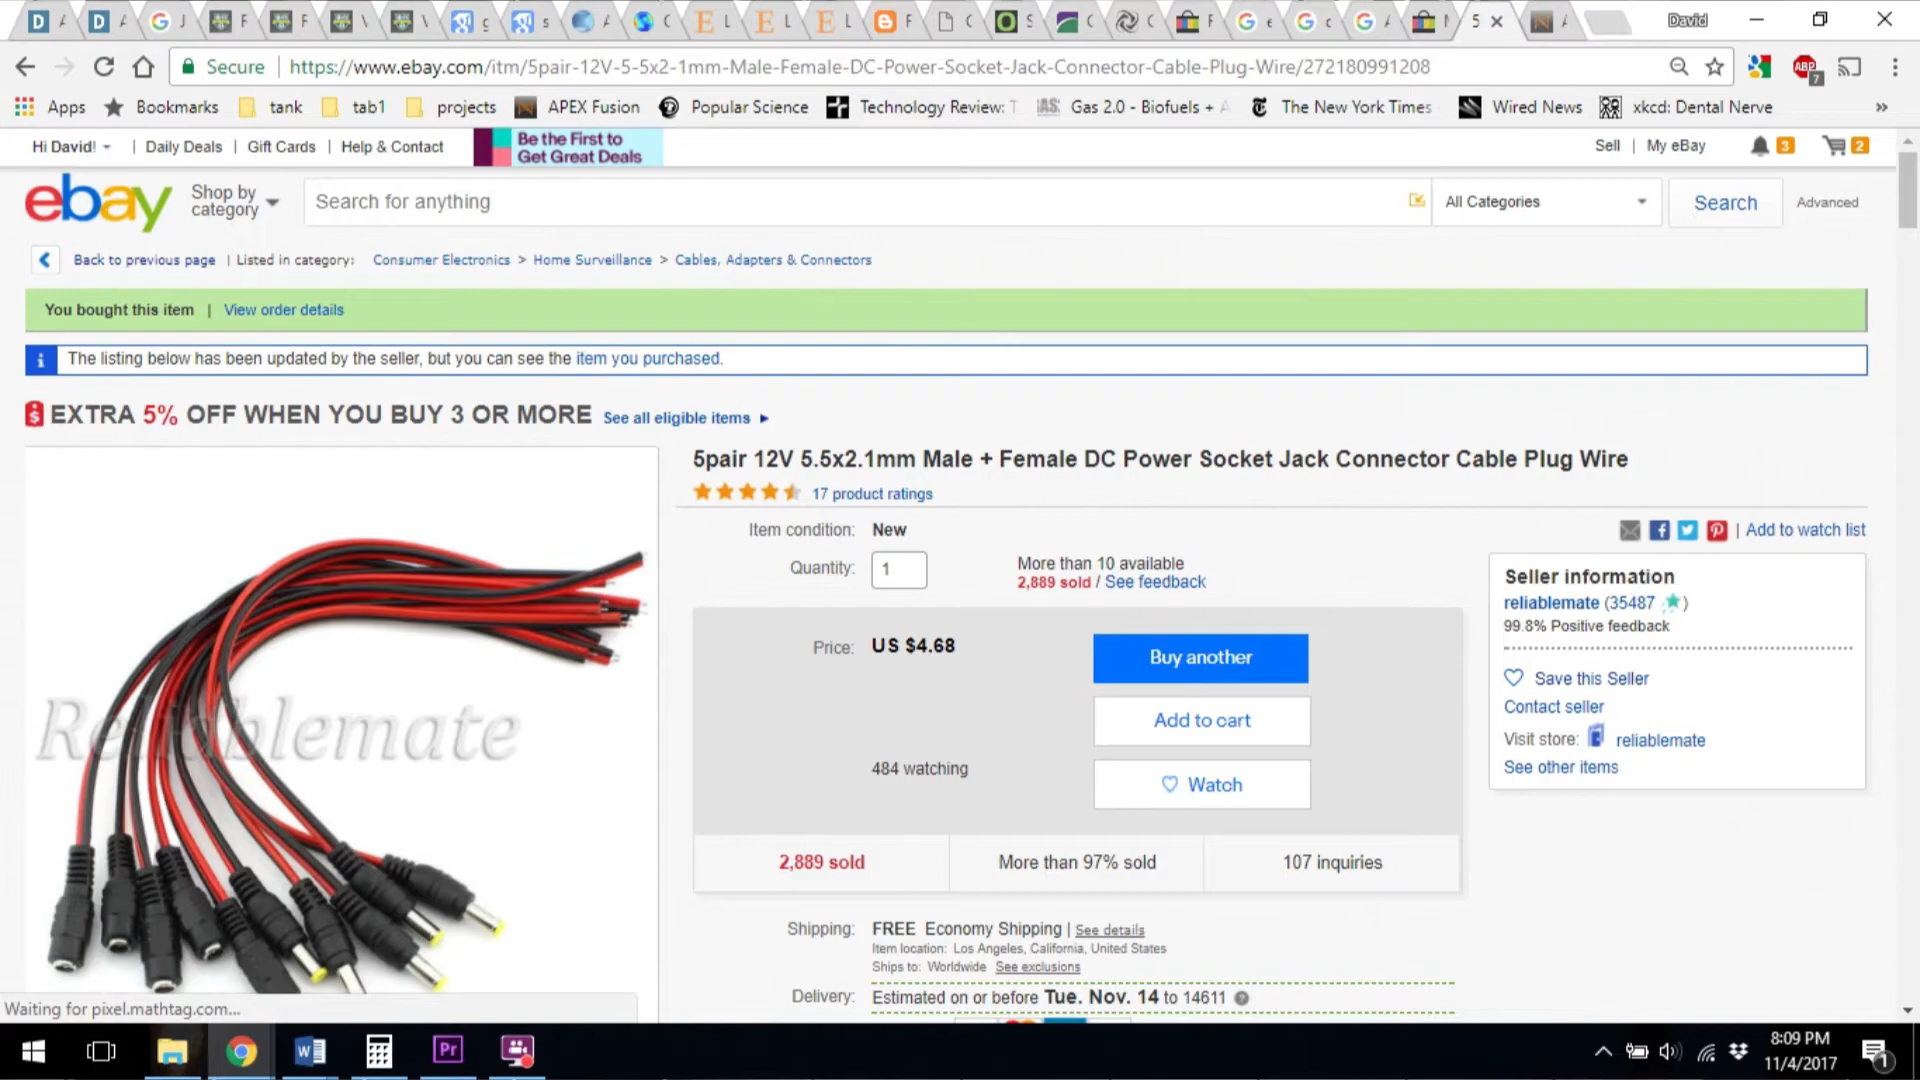 David
Secure | https://www.ebay.com/itm/5pair-12V-5-5x2-1mm-Male-Female-DC-Power-Socket-Jack-Connector-Cable-Plug-Wire/272180991208
ABP 7
Apps Bookmarks tank tab1 projects APEX Fusion Popular Science Technology Review: T IAS: Gas 2.0 - Biofuels + The New York Times Wired News xkcd: Dental Nerve »
Hi David! | Daily Deals | Gift Cards | Help & Contact
Be the First to
Get Great Deals
Sell | My eBay 3 2
ebay
Shop by
category
Search for anything
All Categories
Search
Advanced
Back to previous page | Listed in category: Consumer Electronics > Home Surveillance > Cables, Adapters & Connectors
You bought this item | View order details
i The listing below has been updated by the seller, but you can see the item you purchased.
$ EXTRA 5% OFF WHEN YOU BUY 3 OR MORE See all eligible items
5pair 12V 5.5x2.1mm Male + Female DC Power Socket Jack Connector Cable Plug Wire
17 product ratings
Item condition: New
Quantity: 1
More than 10 available
2,889 sold / See feedback
Price: US $4.68
Buy another
Add to cart
484 watching
Watch
2,889 sold
More than 97% sold
107 inquiries
Shipping: FREE Economy Shipping | See details
Item location: Los Angeles, California, United States
Ships to: Worldwide See exclusions
Delivery: Estimated on or before Tue. Nov. 14 to 14611
| Add to watch list
Seller information
reliablemate (35487 )
99.8% Positive feedback
Save this Seller
Contact seller
Visit store: reliablemate
See other items
Reliablemate
Waiting for pixel.mathtag.com...
Pr
8:09 PM
11/4/2017
1